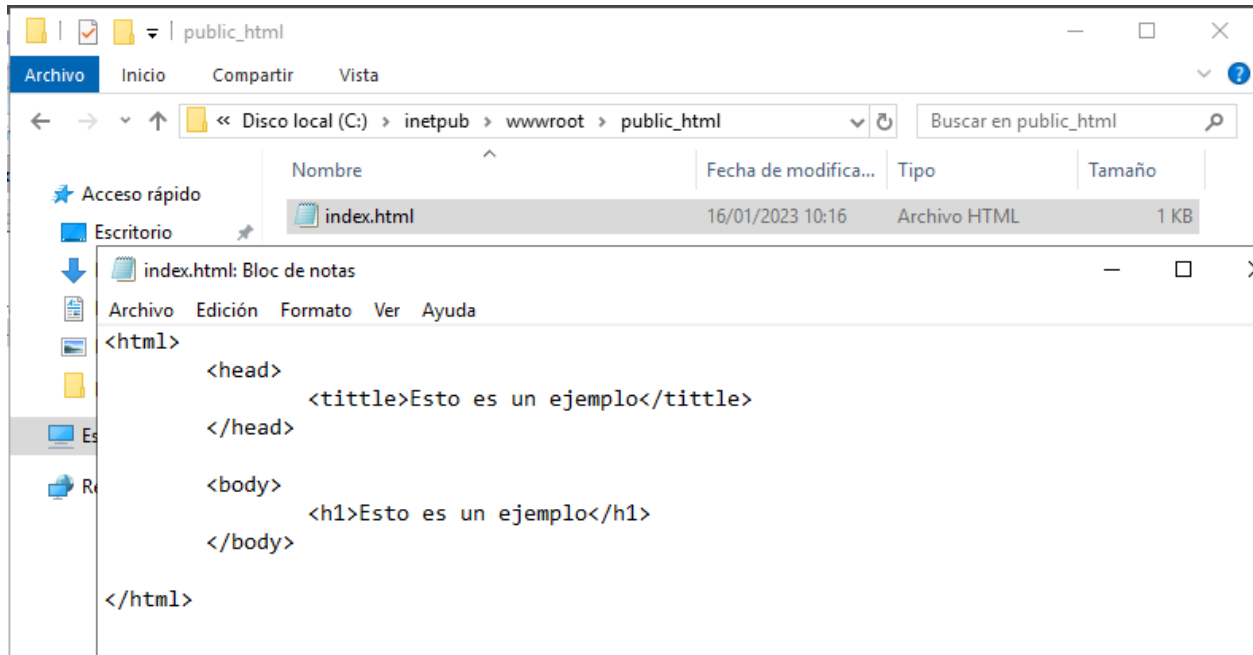 public_html
Archivo Inicio Compartir Vista
« Disco local (C:) > inetpub > wwwroot > public_html Buscar en public_html
Nombre Fecha de modifica... Tipo Tamaño
Acceso rápido
index.html 16/01/2023 10:16 Archivo HTML 1 KB
Escritorio
index.html: Bloc de notas
Archivo Edición Formato Ver Ayuda
<html>
<head>
<tittle>Esto es un ejemplo</tittle>
</head>
Es
<body>
<h1>Esto es un ejemplo</h1>
</body>
</html>